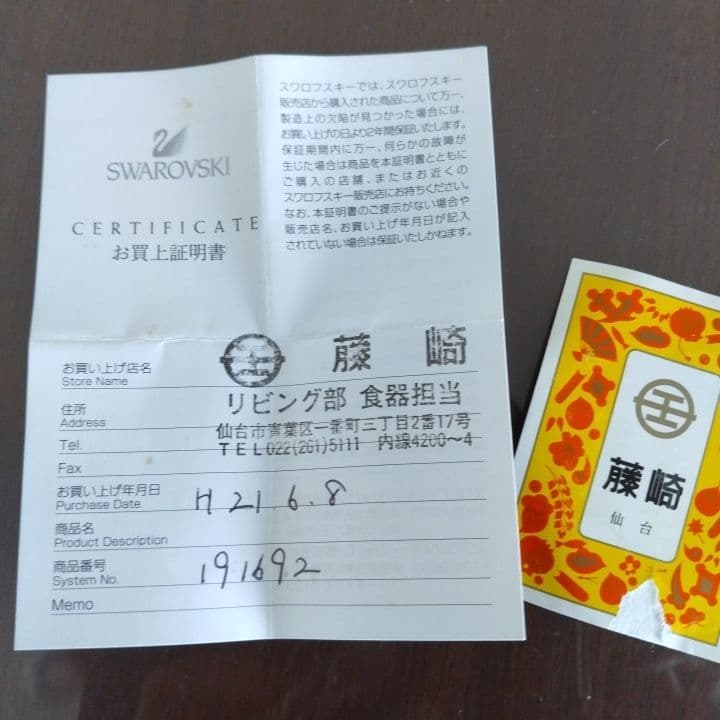 SWAROVSKI
CERTIFICATE
お買上証明書
スワロフスキーでは、スワロフスキー
販売店から購入された商品について万一、
製造上の欠陥が見つかった場合には、
お買い上げの日より2年間保証いたします。
保証期間内に万一、何らかの故障が
生じた場合は商品を本証明書とともに
ご購入の店舗、またはお近くの
スワロフスキー販売店にお持ちください。
なお、本証明書のご提示がない場合や
販売店名、お買い上げ年月日が記入
されていない場合は保証いたしかねます。
お買い上げ店名
Store Name
藤崎
リビング部 食器担当
住所
Address
仙台市青葉区一番町三丁目2番17号
Tel.
TEL022(261)5111 内線4200〜4
Fax
お買い上げ年月日
Purchase Date
H 21. 6. 8
商品名
Product Description
商品番号
System No.
191692
Memo
藤崎
仙台